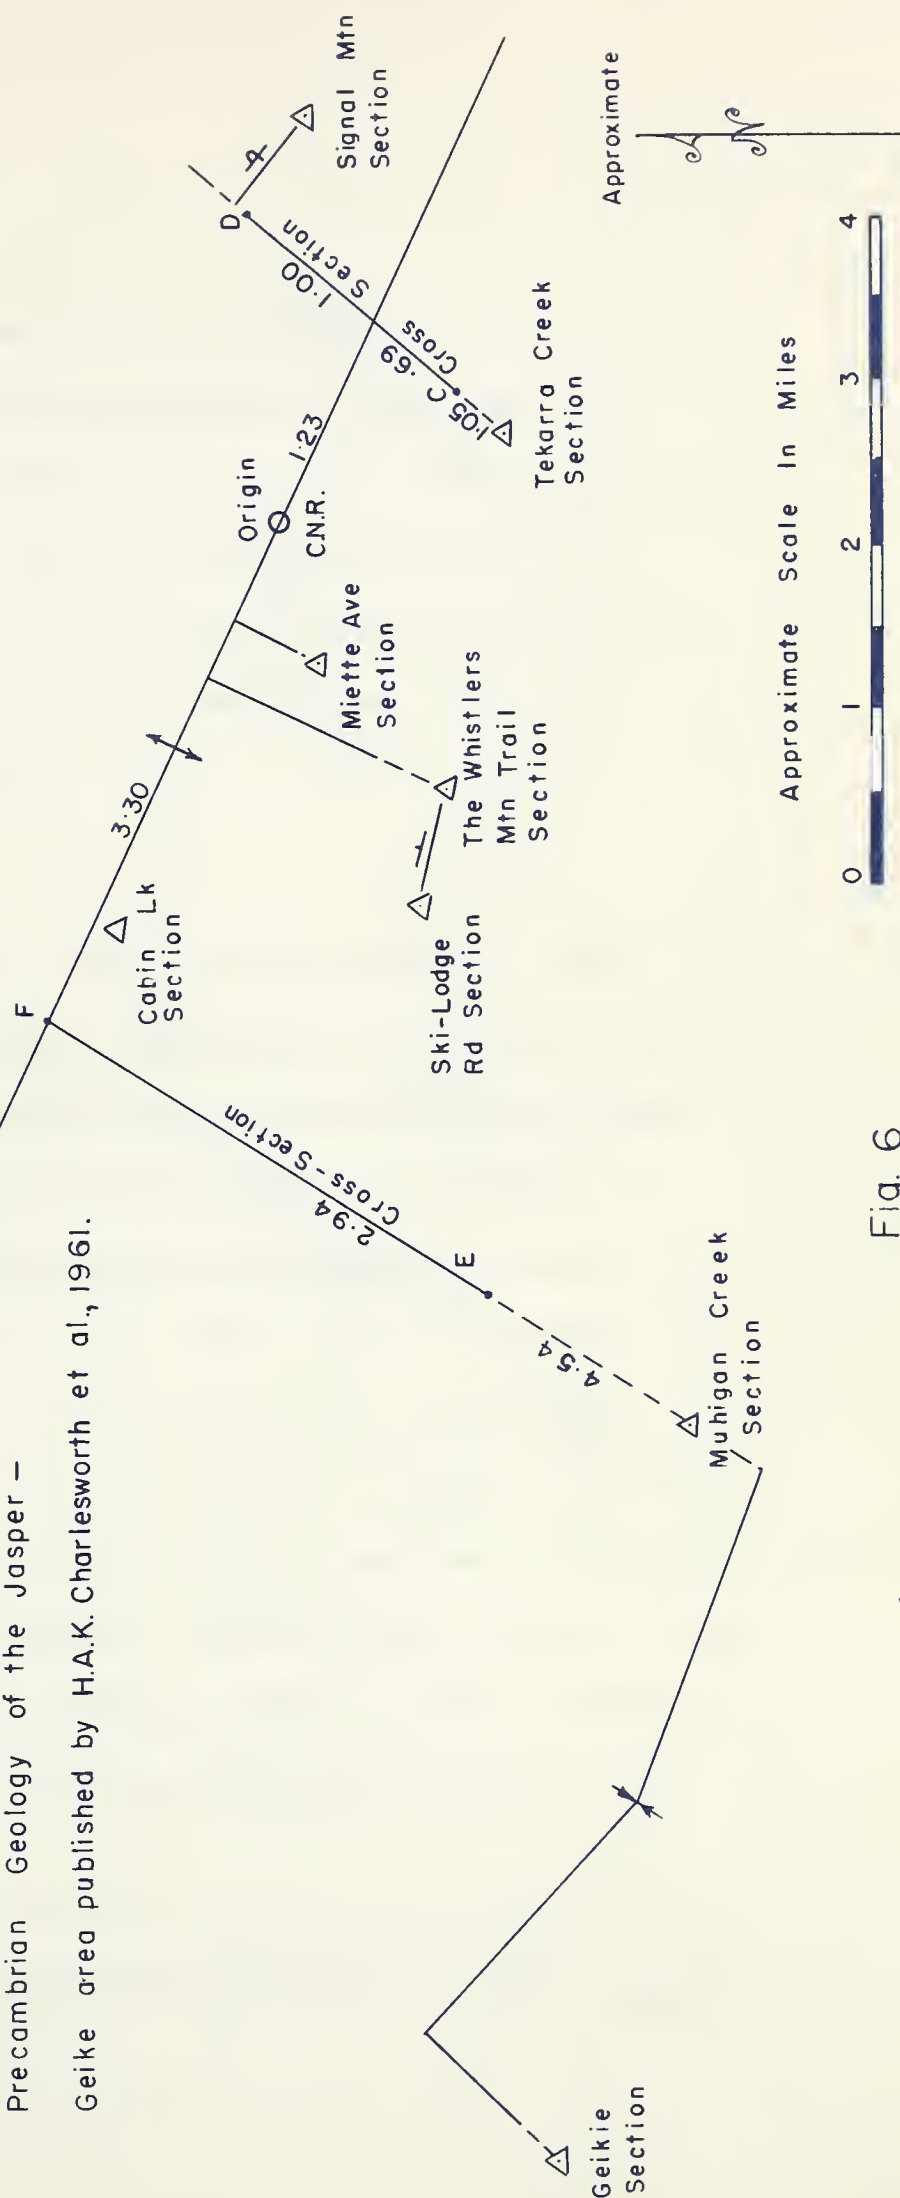 Precambrian Geology of the Jasper –
Geike area published by H.A.K. Charlesworth et al., 1961.
F
3·30
Cabin Lk
Section
Origin
C.N.R.
1·23
D
Signal Mtn
Section
1·00
·69
Cross Section
C
1·05
Tekarra Creek
Section
Miette Ave
Section
The Whistlers
Mtn Trail
Section
Ski-Lodge
Rd Section
Cross-Section
2·94
E
4·54
Muhigan Creek
Section
Geikie
Section
Approximate
N
Approximate Scale In Miles
0 1 2 3 4
Fig. 6